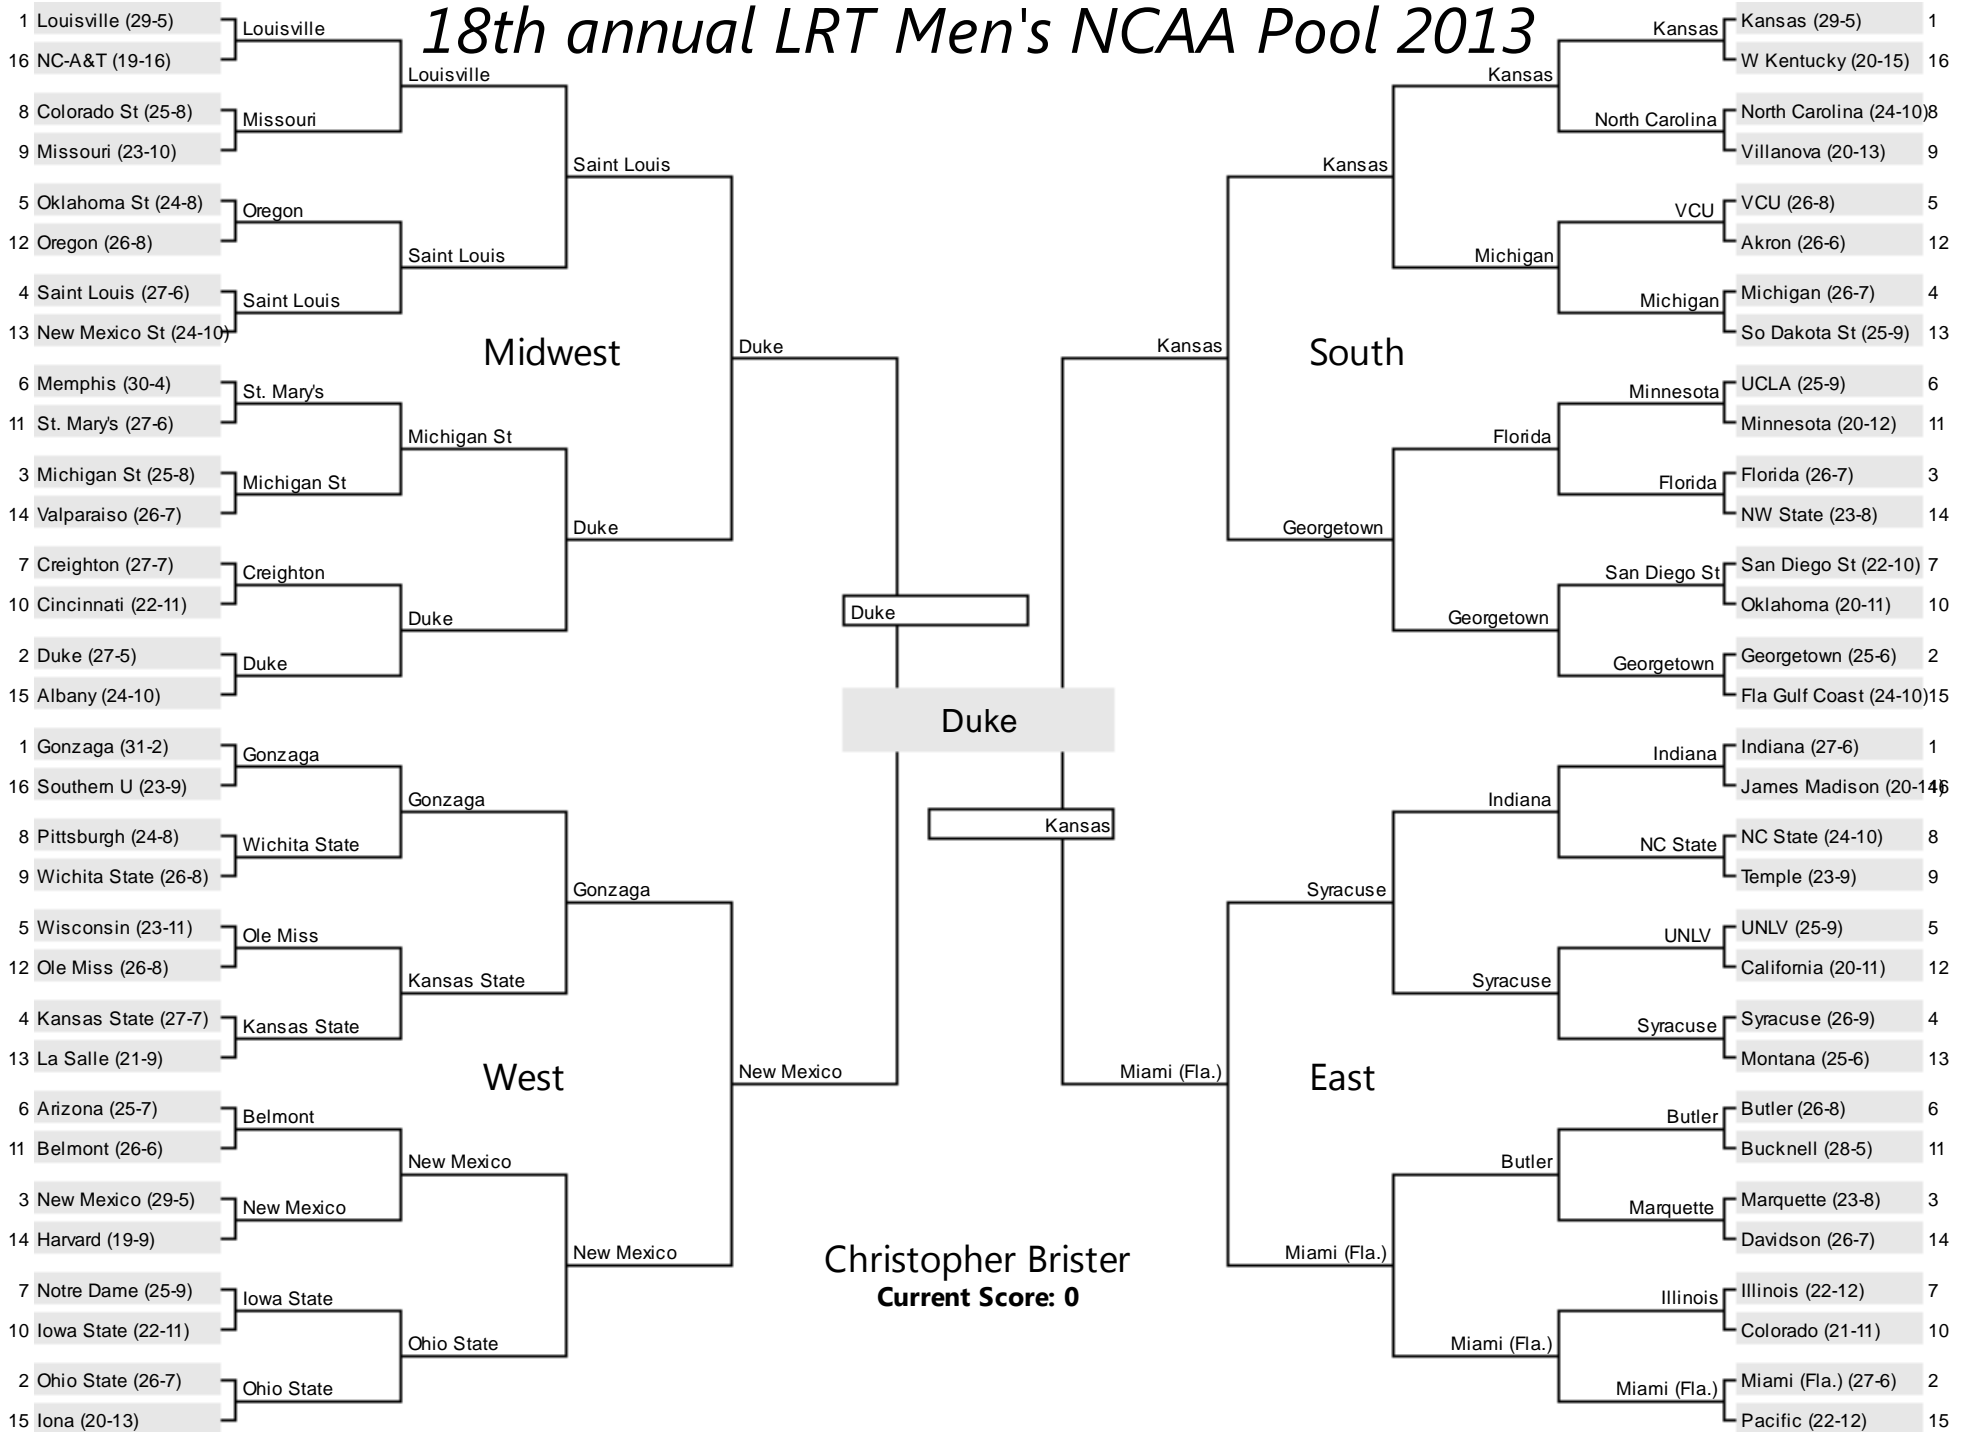 18th annual LRT Men's NCAA Pool 2013
1 Louisville (29-5)
16 NC-A&T (19-16)
8 Colorado St (25-8)
9 Missouri (23-10)
5 Oklahoma St (24-8)
12 Oregon (26-8)
4 Saint Louis (27-6)
13 New Mexico St (24-10)
6 Memphis (30-4)
11 St. Mary's (27-6)
3 Michigan St (25-8)
14 Valparaiso (26-7)
7 Creighton (27-7)
10 Cincinnati (22-11)
2 Duke (27-5)
15 Albany (24-10)
Louisville
Missouri
Oregon
Saint Louis
St. Mary's
Michigan St
Creighton
Duke
Louisville
Saint Louis
Michigan St
Duke
Saint Louis
Duke
Midwest
Duke
1 Gonzaga (31-2)
16 Southern U (23-9)
8 Pittsburgh (24-8)
9 Wichita State (26-8)
5 Wisconsin (23-11)
12 Ole Miss (26-8)
4 Kansas State (27-7)
13 La Salle (21-9)
6 Arizona (25-7)
11 Belmont (26-6)
3 New Mexico (29-5)
14 Harvard (19-9)
7 Notre Dame (25-9)
10 Iowa State (22-11)
2 Ohio State (26-7)
15 Iona (20-13)
Gonzaga
Wichita State
Ole Miss
Kansas State
Belmont
New Mexico
Iowa State
Ohio State
Gonzaga
Kansas State
New Mexico
Ohio State
Gonzaga
New Mexico
West
New Mexico
Duke
Duke
Kansas
Christopher Brister
Current Score: 0
Kansas (29-5) 1
W Kentucky (20-15) 16
North Carolina (24-10) 8
Villanova (20-13) 9
VCU (26-8) 5
Akron (26-6) 12
Michigan (26-7) 4
So Dakota St (25-9) 13
UCLA (25-9) 6
Minnesota (20-12) 11
Florida (26-7) 3
NW State (23-8) 14
San Diego St (22-10) 7
Oklahoma (20-11) 10
Georgetown (25-6) 2
Fla Gulf Coast (24-10) 15
Kansas
North Carolina
VCU
Michigan
Minnesota
Florida
San Diego St
Georgetown
Kansas
Michigan
Florida
Georgetown
Kansas
Georgetown
South
Kansas
Indiana (27-6) 1
James Madison (20-14) 16
NC State (24-10) 8
Temple (23-9) 9
UNLV (25-9) 5
California (20-11) 12
Syracuse (26-9) 4
Montana (25-6) 13
Butler (26-8) 6
Bucknell (28-5) 11
Marquette (23-8) 3
Davidson (26-7) 14
Illinois (22-12) 7
Colorado (21-11) 10
Miami (Fla.) (27-6) 2
Pacific (22-12) 15
Indiana
NC State
UNLV
Syracuse
Butler
Marquette
Illinois
Miami (Fla.)
Indiana
Syracuse
Butler
Miami (Fla.)
Syracuse
Miami (Fla.)
East
Miami (Fla.)